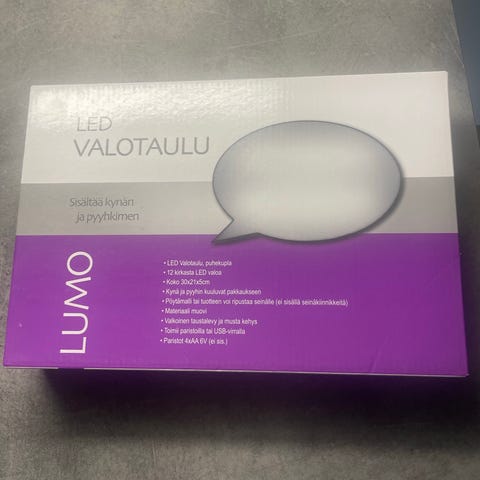 LED
VALOTAULU
Sisältää kynän
ja pyyhkimen
LUMO
• LED Valotaulu, puhekupla
• 12 kirkasta LED valoa
• Koko 30x21x5cm
• Kynä ja pyyhin kuuluvat pakkaukseen
• Pöytämalli tai tuotteen voi ripustaa seinälle (ei sisällä seinäkiinnikkeitä)
• Materiaali muovi
• Valkoinen taustalevy ja musta kehys
• Toimii paristoilla tai USB-virralla
• Paristot 4xAA 6V (ei sis.)